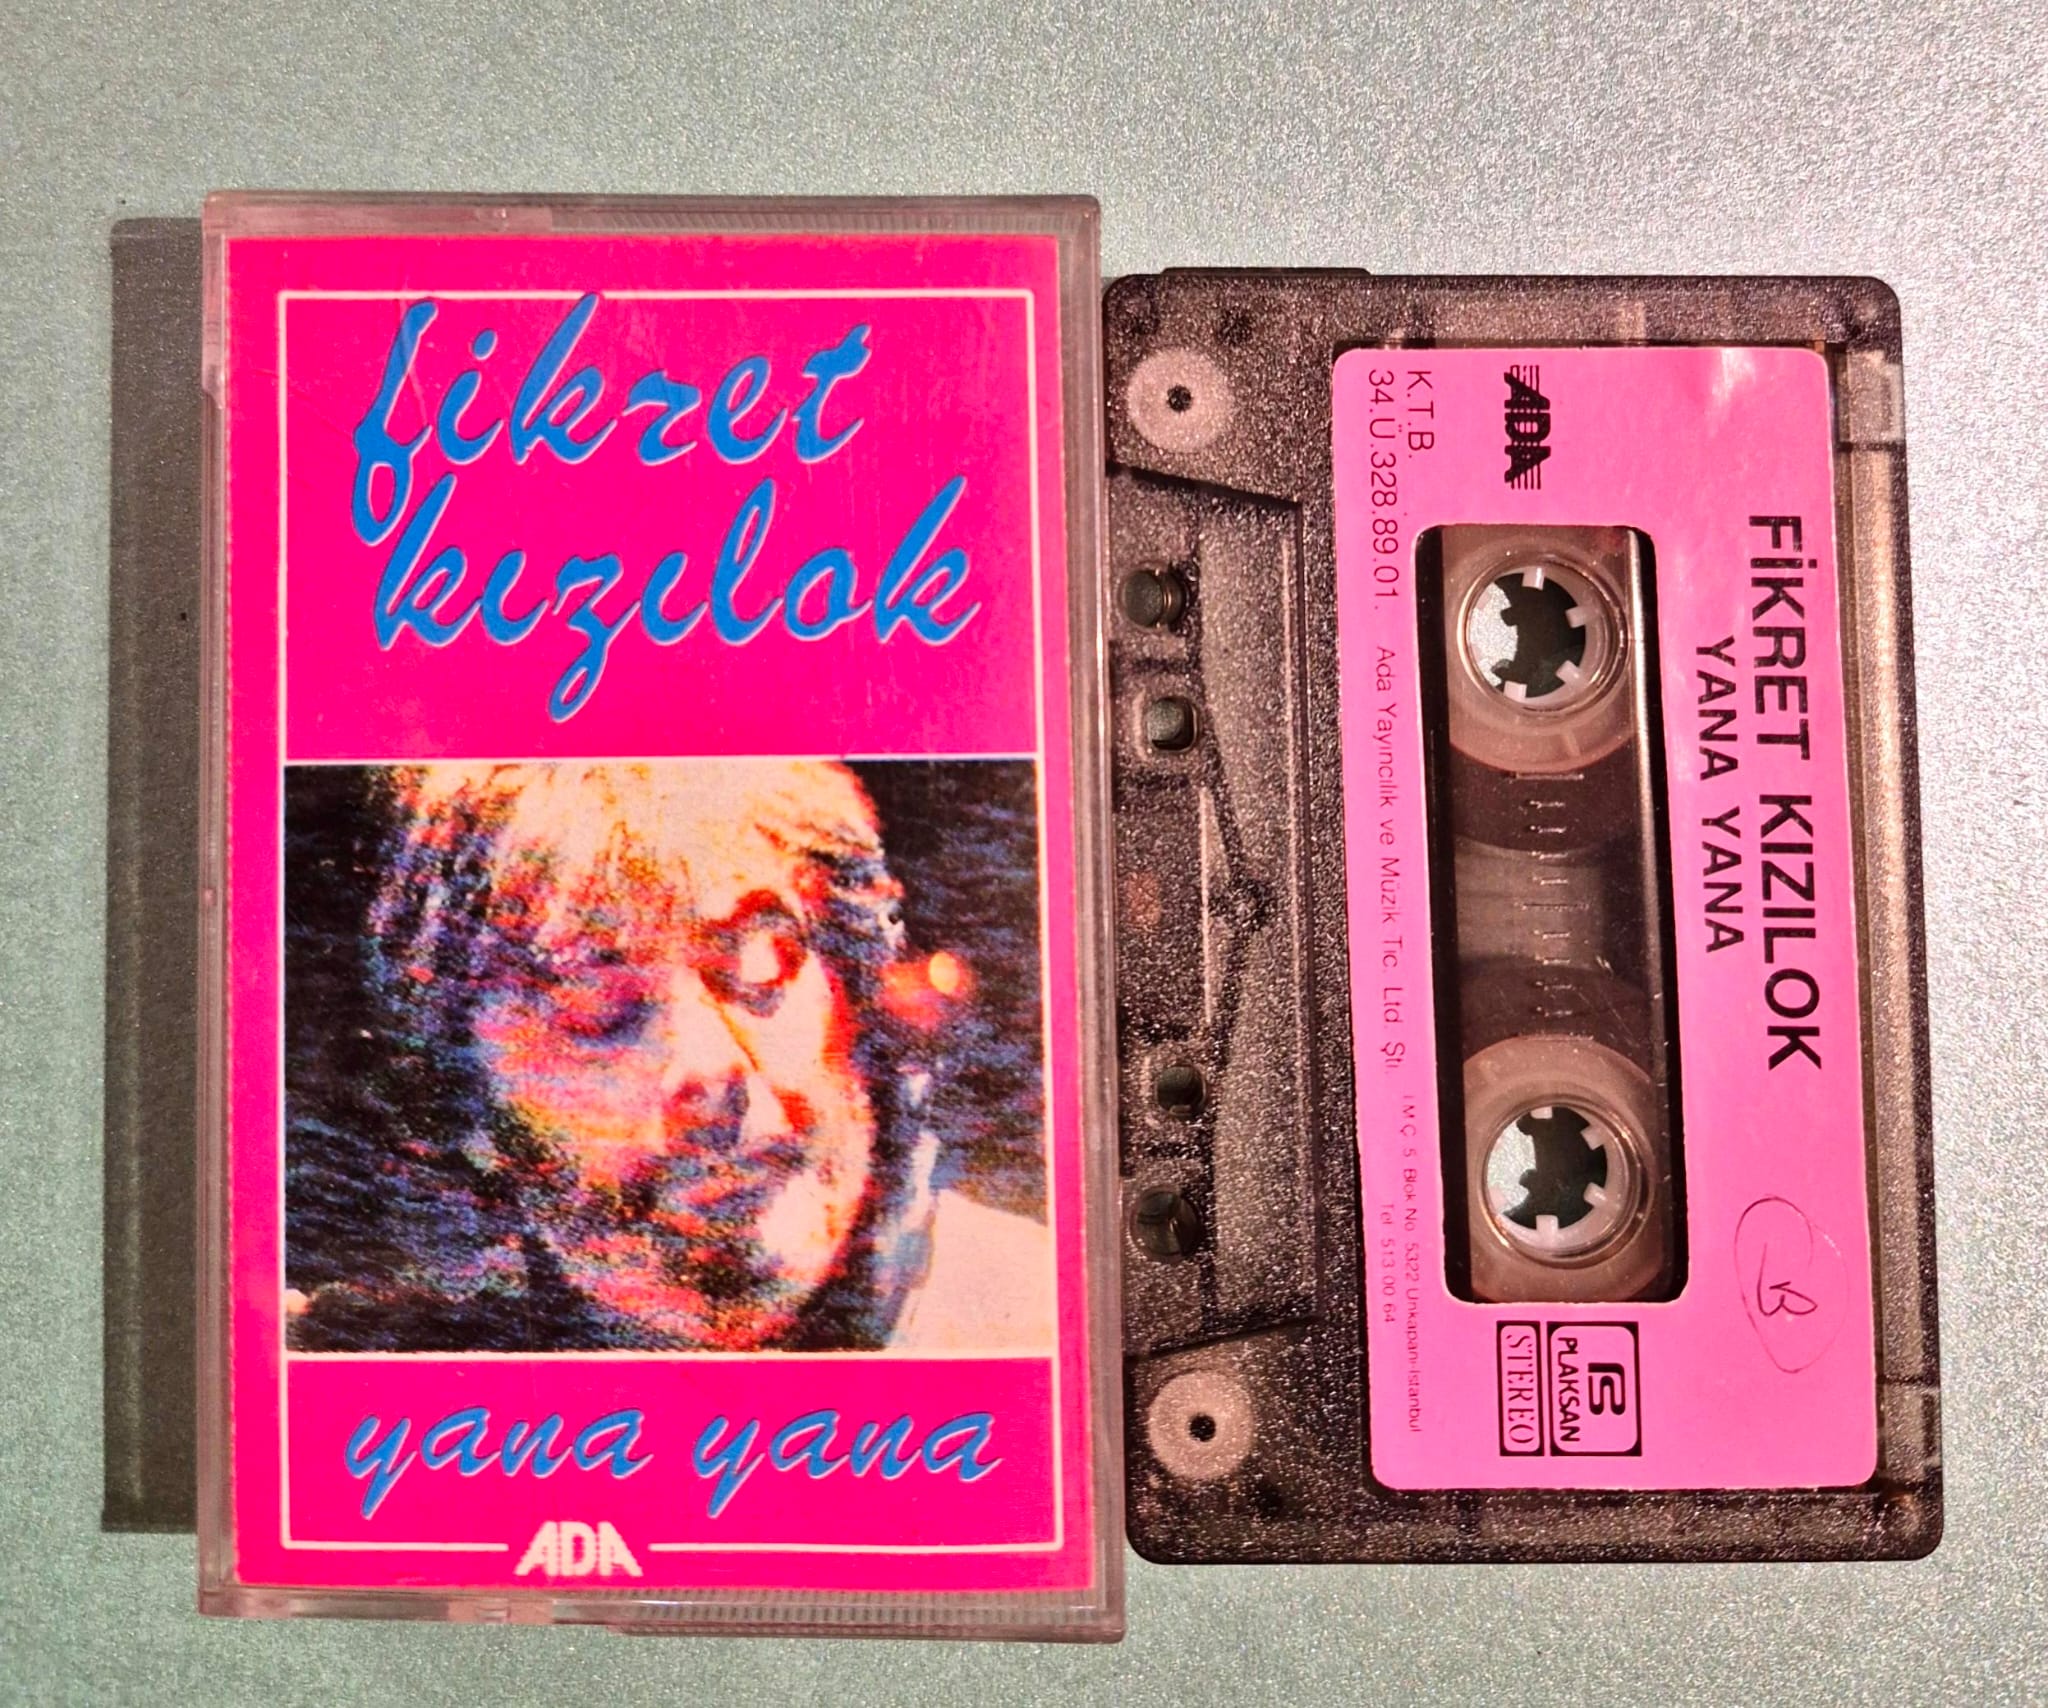 fikret
kızılok
yana yana
ADA
FİKRET KIZILOK
YANA YANA
ADA
K.T.B.
34.Ü.328.89.01.
Ada Yayıncılık ve Müzik Tic. Ltd. Şti.
İ M Ç 5 Blok No 5322 Unkapanı-İstanbul
Tel 513 00 64
PLAKSAN
STEREO
B